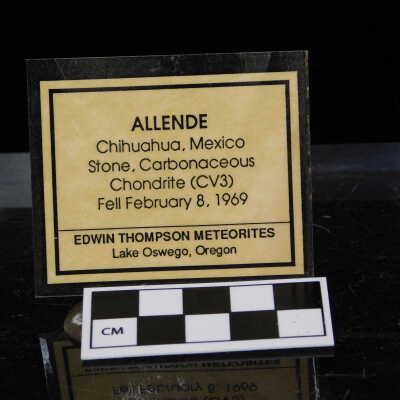 ALLENDE
Chihuahua, Mexico
Stone, Carbonaceous
Chondrite (CV3)
Fell February 8, 1969
EDWIN THOMPSON METEORITES
Lake Oswego, Oregon
CM